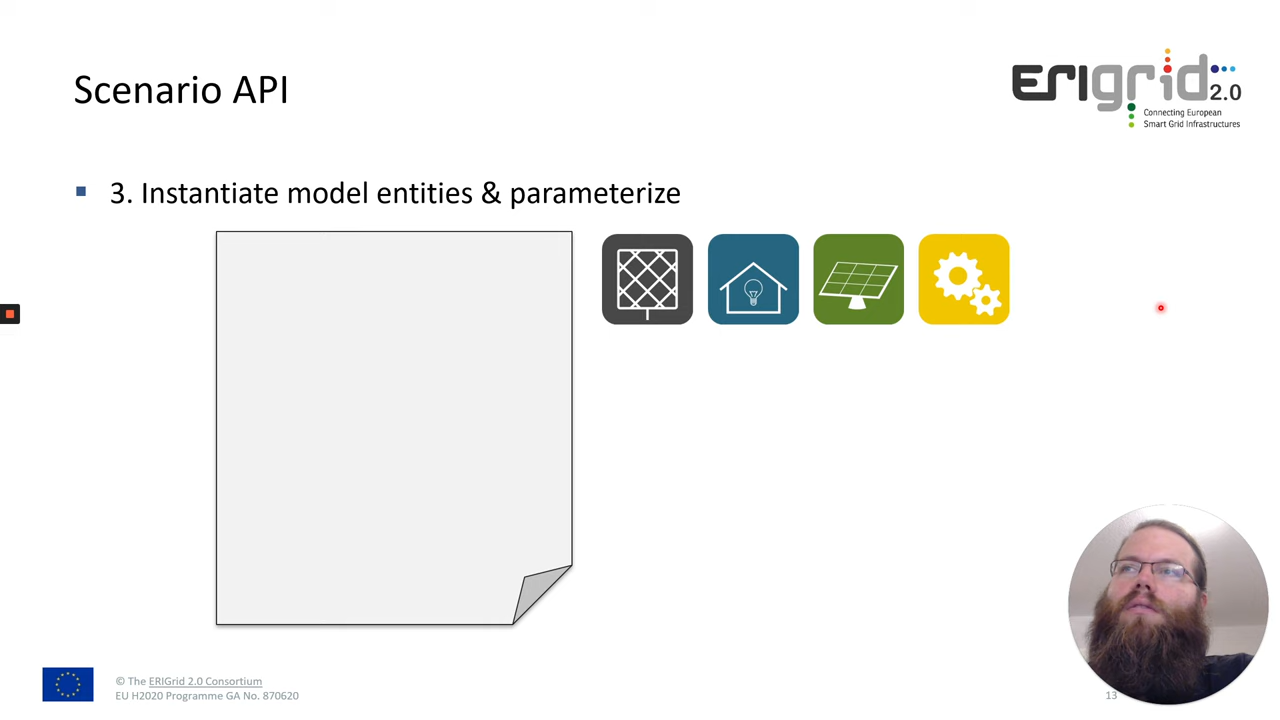 Scenario API
ERIgrid 2.0
Connecting European
Smart Grid Infrastructures
3. Instantiate model entities & parameterize
© The ERIGrid 2.0 Consortium
EU H2020 Programme GA No. 870620
13